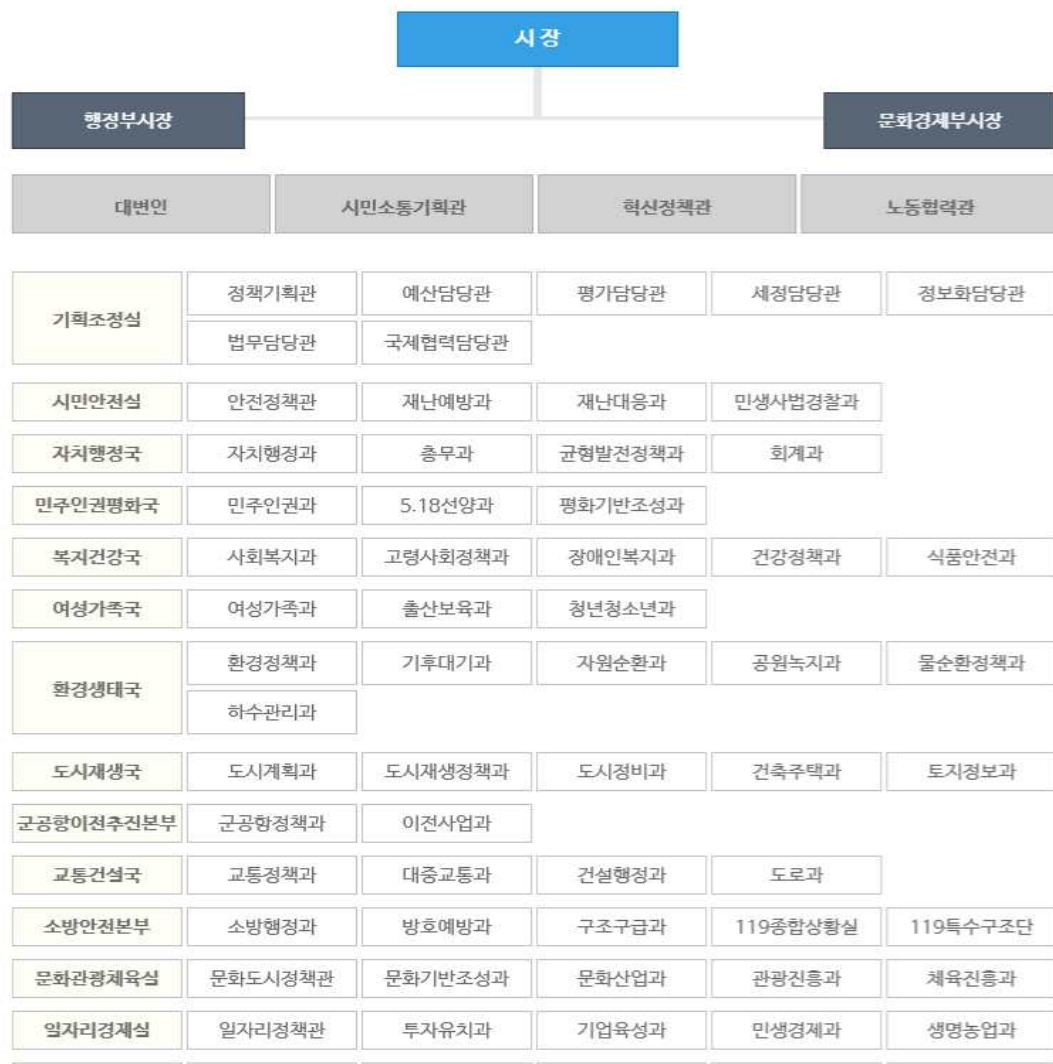 시 장
행정부시장 문화경제부시장
대변인 시민소통기획관 혁신정책관 노동협력관
기획조정실 정책기획관 예산담당관 평가담당관 세정담당관 정보화담당관
법무담당관 국제협력담당관
시민안전실 안전정책관 재난예방과 재난대응과 민생사법경찰과
자치행정국 자치행정과 총무과 균형발전정책과 회계과
민주인권평화국 민주인권과 5.18선양과 평화기반조성과
복지건강국 사회복지과 고령사회정책과 장애인복지과 건강정책과 식품안전과
여성가족국 여성가족과 출산보육과 청년청소년과
환경생태국 환경정책과 기후대기과 자원순환과 공원녹지과 물순환정책과
하수관리과
도시재생국 도시계획과 도시재생정책과 도시정비과 건축주택과 토지정보과
군공항이전추진본부 군공항정책과 이전사업과
교통건설국 교통정책과 대중교통과 건설행정과 도로과
소방안전본부 소방행정과 방호예방과 구조구급과 119종합상황실 119특수구조단
문화관광체육실 문화도시정책관 문화기반조성과 문화산업과 관광진흥과 체육진흥과
일자리경제실 일자리정책관 투자유치과 기업육성과 민생경제과 생명농업과